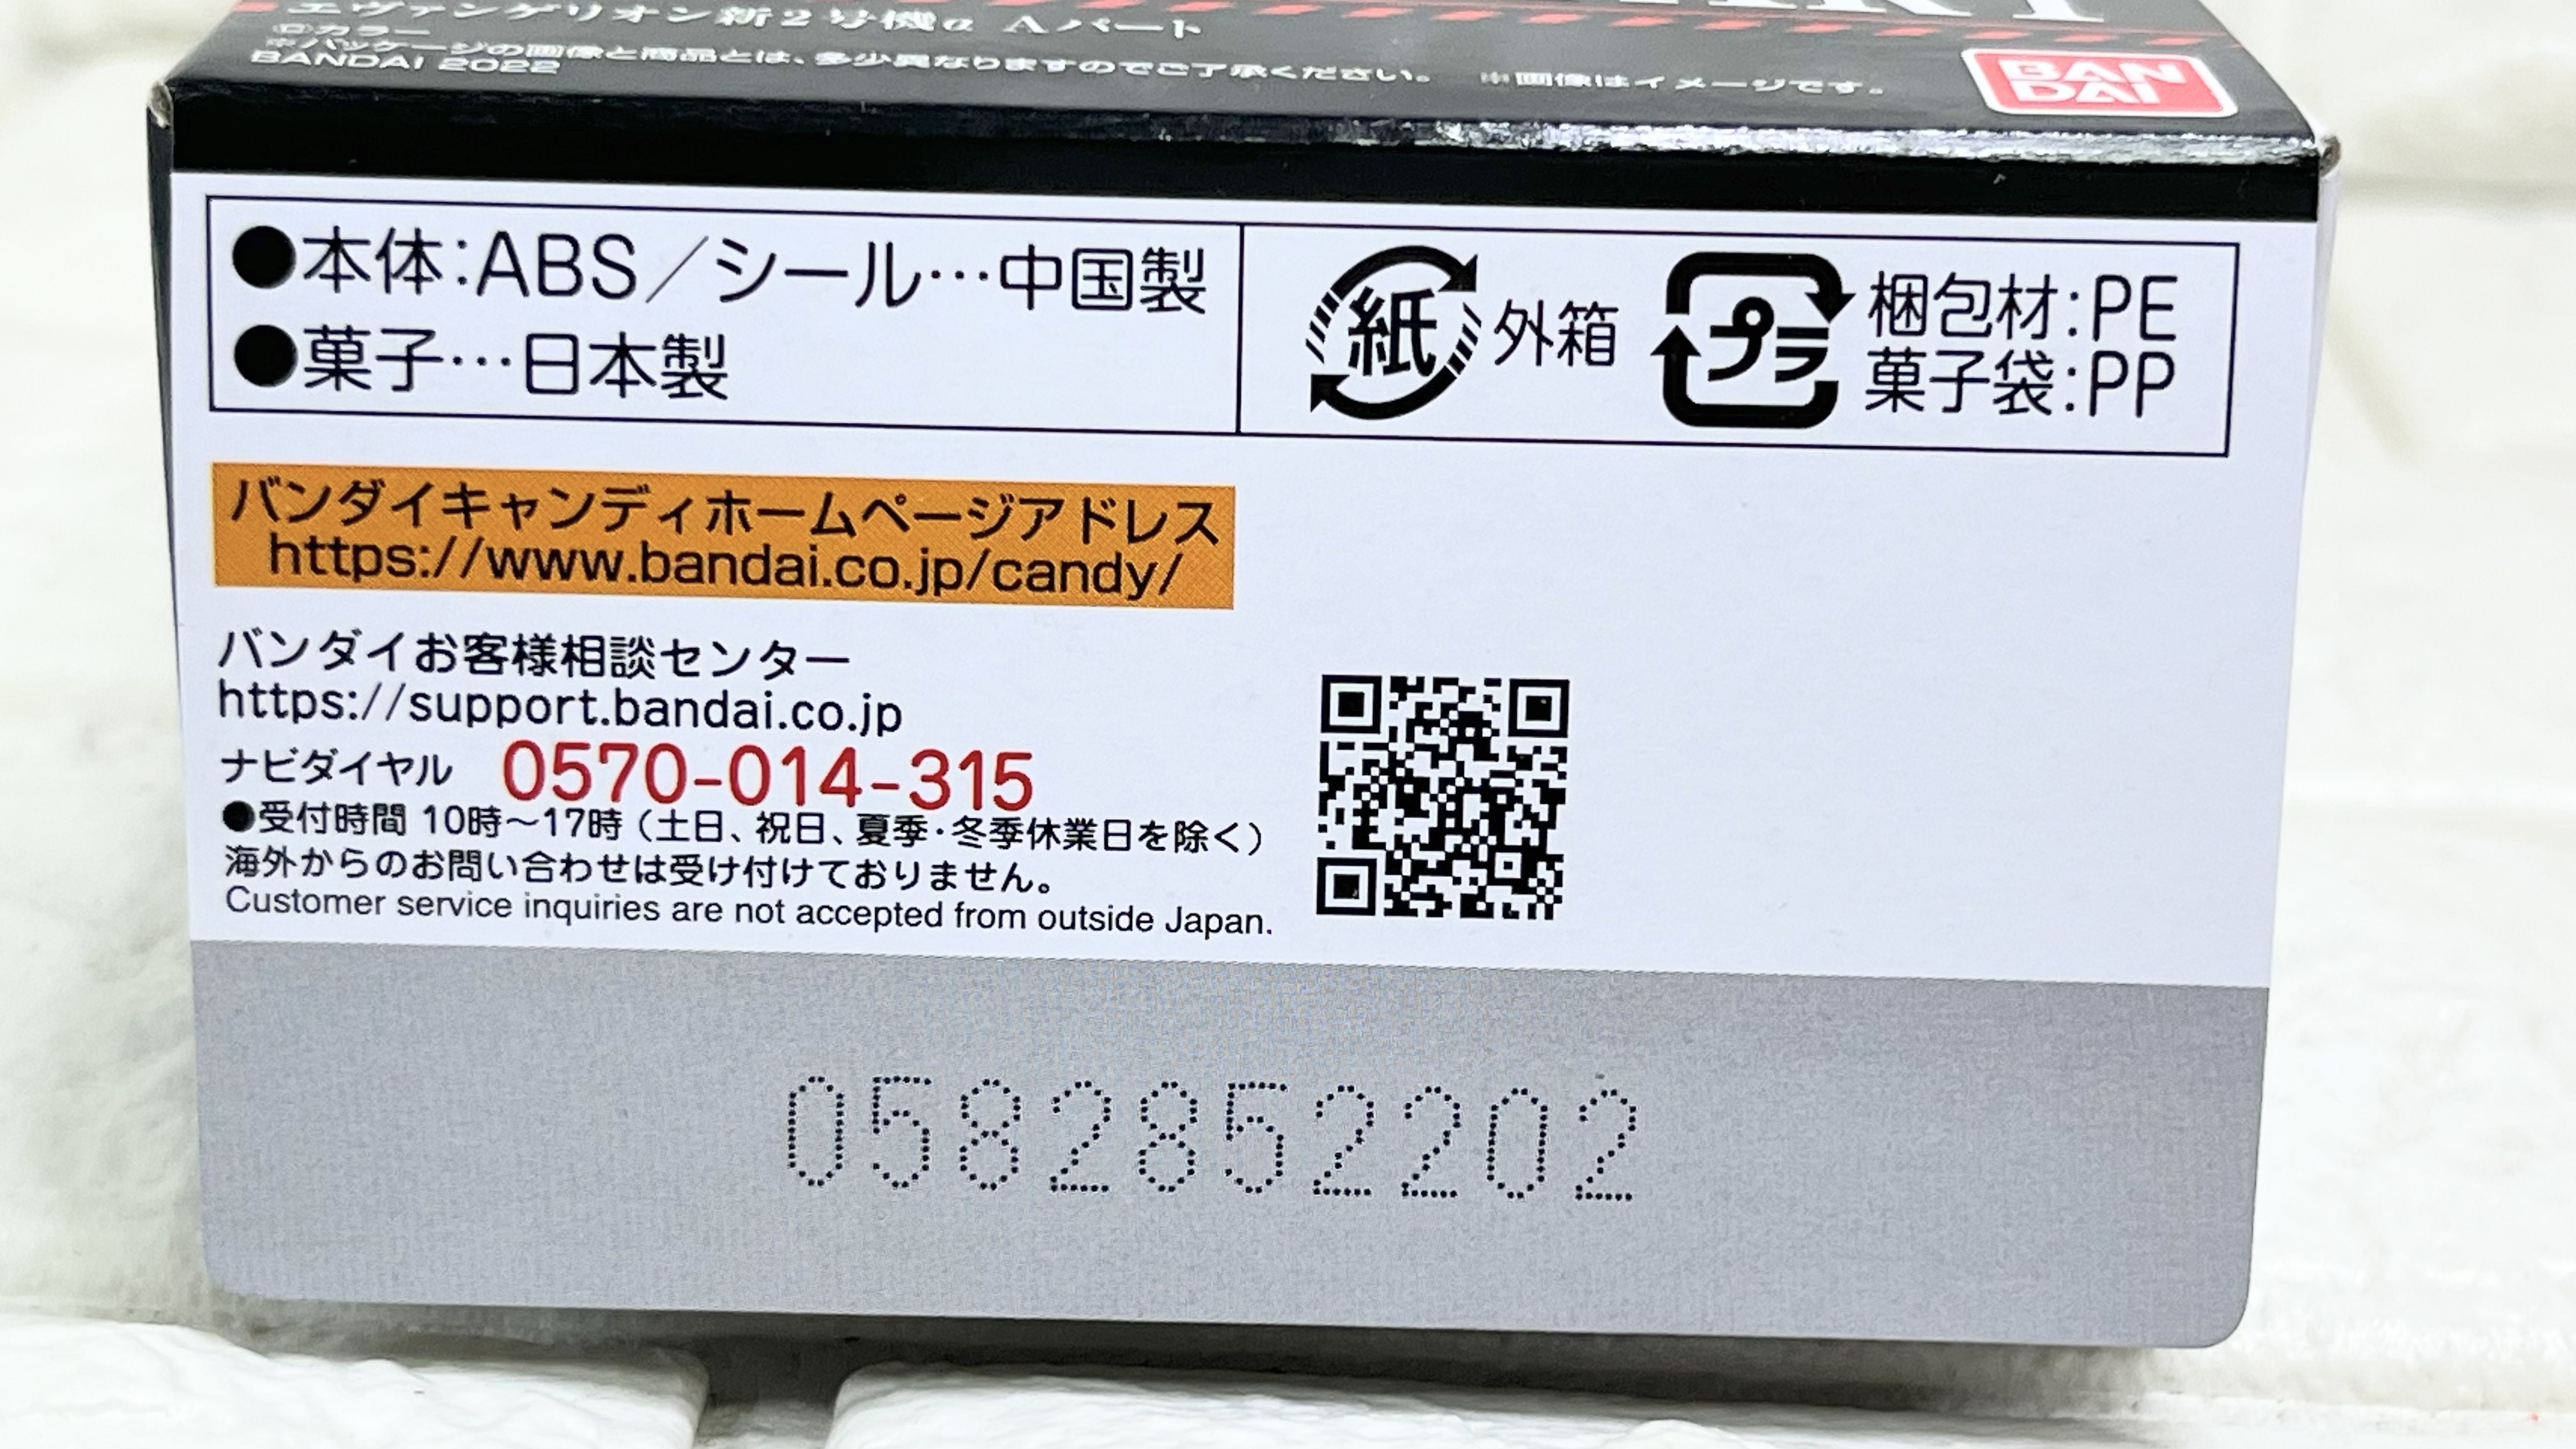 エヴァンゲリオン新2号機α Aパート
©カラー
※パッケージの画像と商品とは、多少異なりますのでご了承ください。 ※画像はイメージです。
BANDAI 2022
BAN
DAI
●本体:ABS/シール…中国製
●菓子…日本製
紙 外箱
プラ 梱包材:PE
菓子袋:PP
バンダイキャンディホームページアドレス
https://www.bandai.co.jp/candy/
バンダイお客様相談センター
https://support.bandai.co.jp
ナビダイヤル 0570-014-315
●受付時間 10時〜17時(土日、祝日、夏季・冬季休業日を除く)
海外からのお問い合わせは受け付けておりません。
Customer service inquiries are not accepted from outside Japan.
0582852202